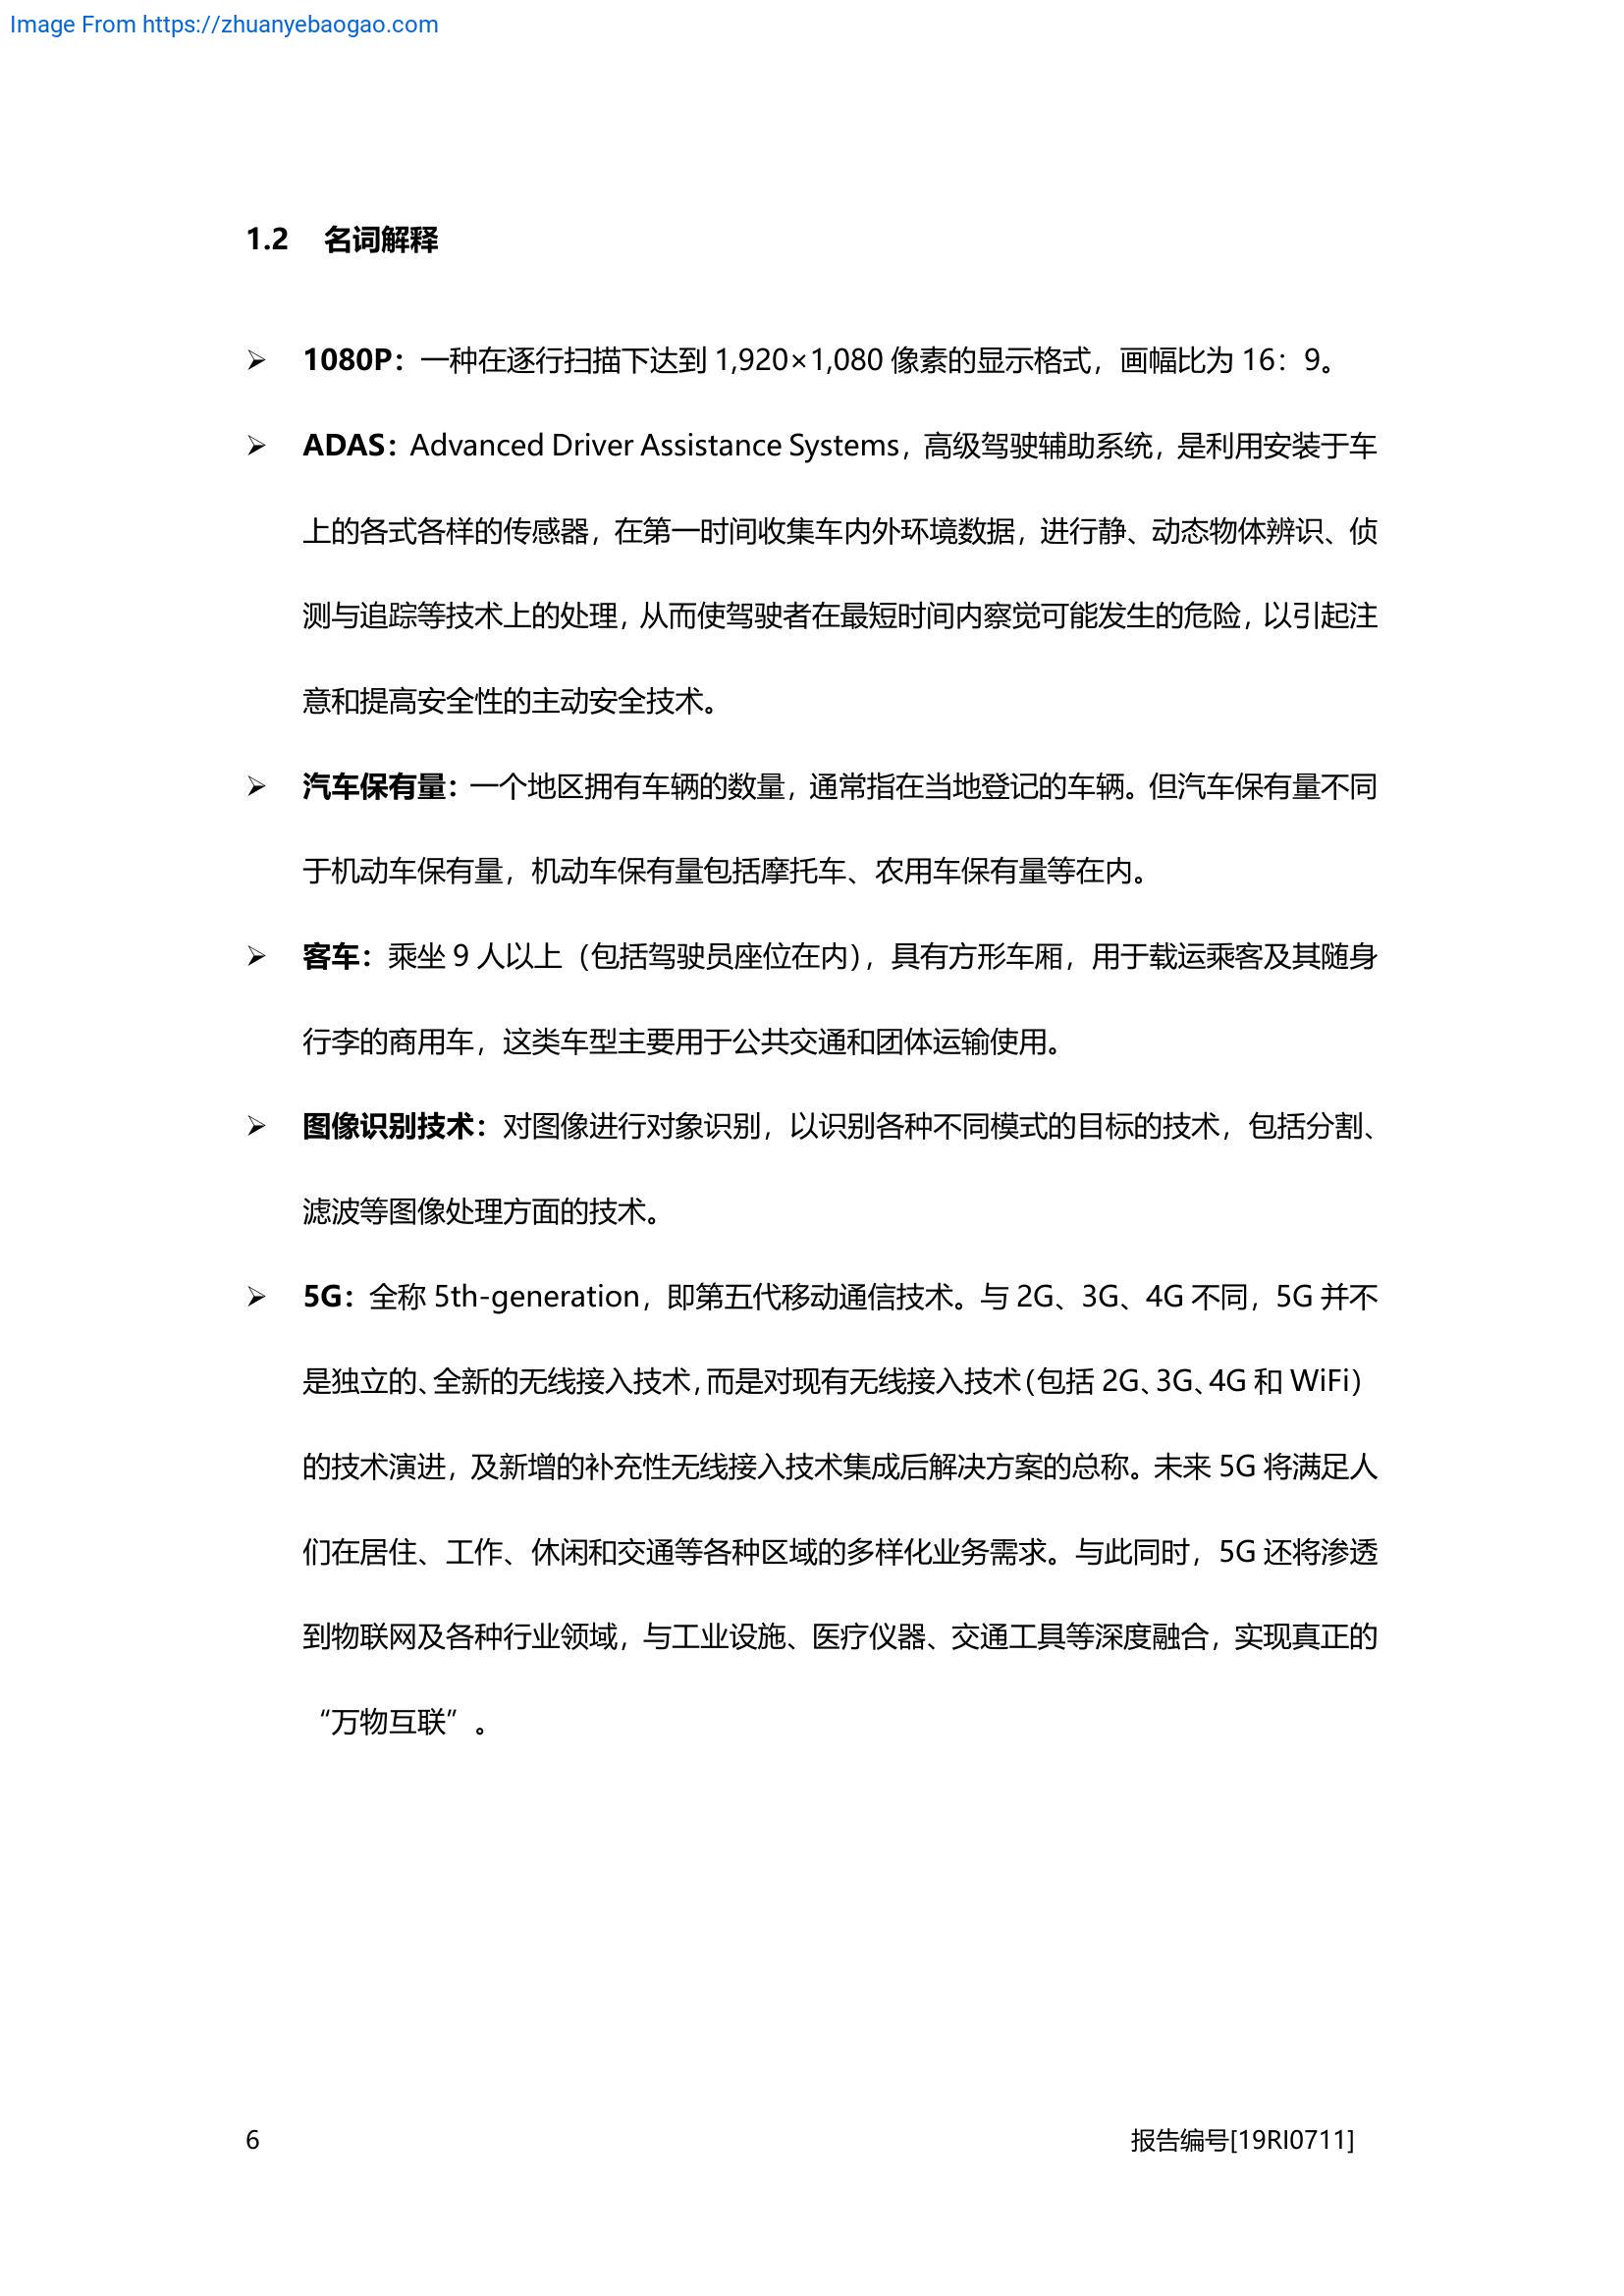 Image From https://zhuanyebaogao.com
1.2 名词解释
➢ 1080P：一种在逐行扫描下达到 1,920×1,080 像素的显示格式，画幅比为 16：9。
➢ ADAS：Advanced Driver Assistance Systems，高级驾驶辅助系统，是利用安装于车
上的各式各样的传感器，在第一时间收集车内外环境数据，进行静、动态物体辨识、侦
测与追踪等技术上的处理，从而使驾驶者在最短时间内察觉可能发生的危险，以引起注
意和提高安全性的主动安全技术。
➢ 汽车保有量：一个地区拥有车辆的数量，通常指在当地登记的车辆。但汽车保有量不同
于机动车保有量，机动车保有量包括摩托车、农用车保有量等在内。
➢ 客车：乘坐 9 人以上（包括驾驶员座位在内），具有方形车厢，用于载运乘客及其随身
行李的商用车，这类车型主要用于公共交通和团体运输使用。
➢ 图像识别技术：对图像进行对象识别，以识别各种不同模式的目标的技术，包括分割、
滤波等图像处理方面的技术。
➢ 5G：全称 5th-generation，即第五代移动通信技术。与 2G、3G、4G 不同，5G 并不
是独立的、全新的无线接入技术，而是对现有无线接入技术（包括 2G、3G、4G 和 WiFi）
的技术演进，及新增的补充性无线接入技术集成后解决方案的总称。未来 5G 将满足人
们在居住、工作、休闲和交通等各种区域的多样化业务需求。与此同时，5G 还将渗透
到物联网及各种行业领域，与工业设施、医疗仪器、交通工具等深度融合，实现真正的
“万物互联”。
6 报告编号[19RI0711]